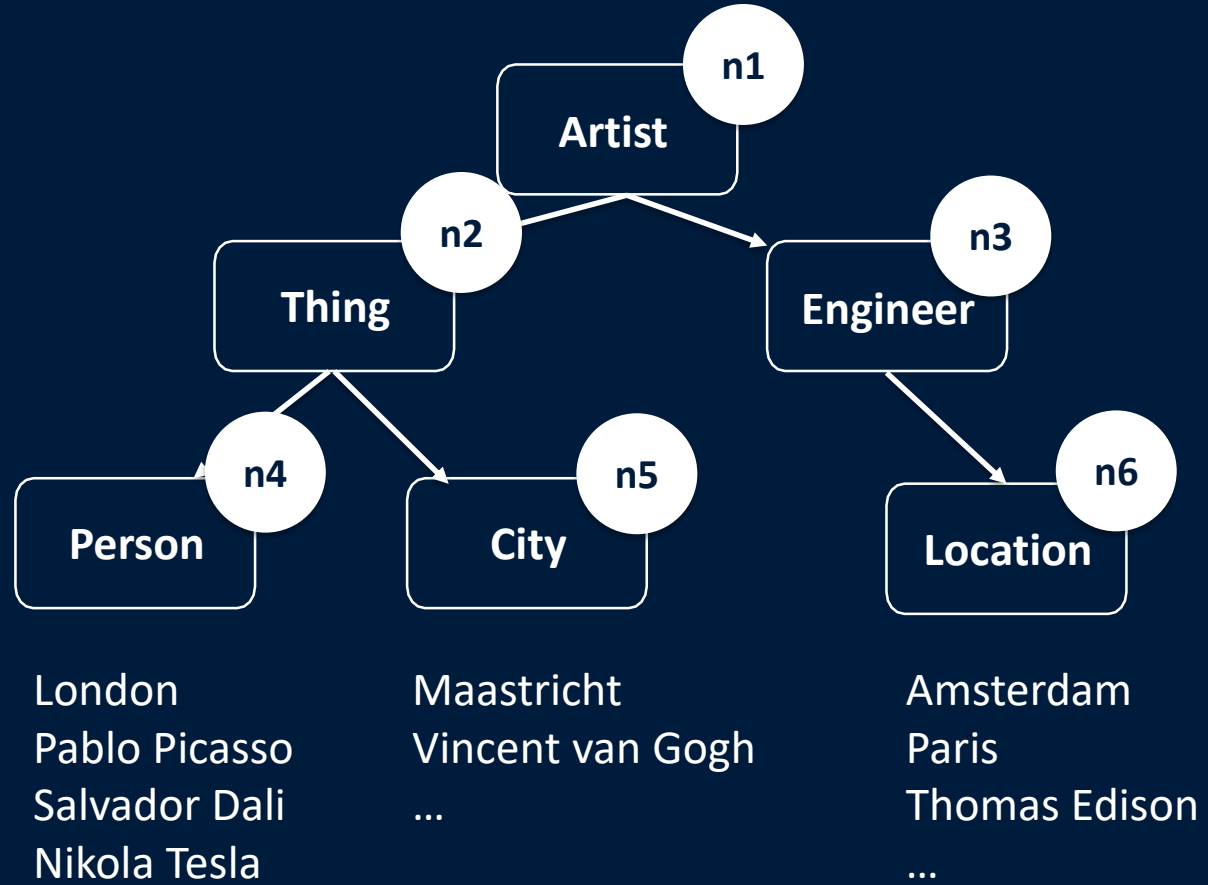 n1
Artist
n2
Thing
n3
Engineer
n4
Person
n5
City
n6
Location
London
Pablo Picasso
Salvador Dali
Nikola Tesla
Maastricht
Vincent van Gogh
...
Amsterdam
Paris
Thomas Edison
...